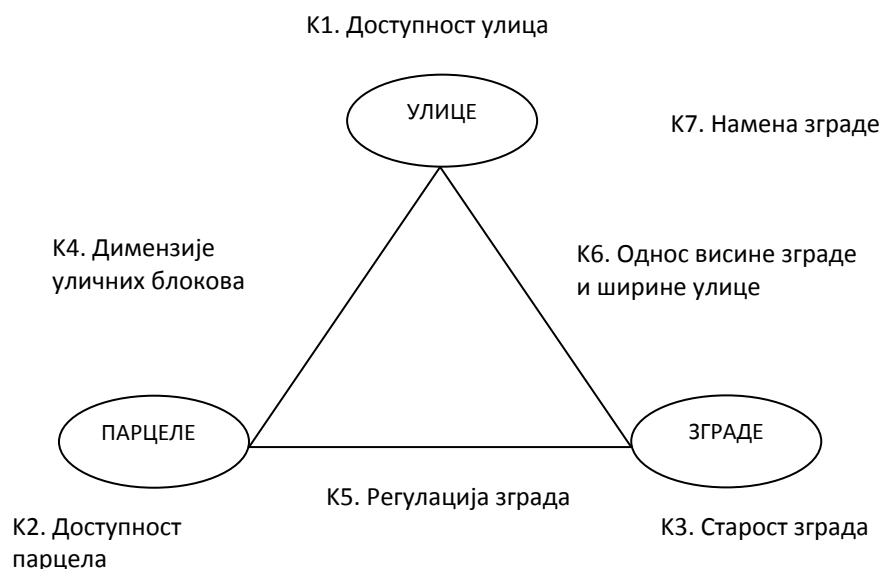 К1. Доступност улица
УЛИЦЕ
К7. Намена зграде
К4. Димензије
уличних блокова
К6. Однос висине зграде
и ширине улице
ПАРЦЕЛЕ
ЗГРАДЕ
К5. Регулација зграда
К2. Доступност
парцела
К3. Старост зграда